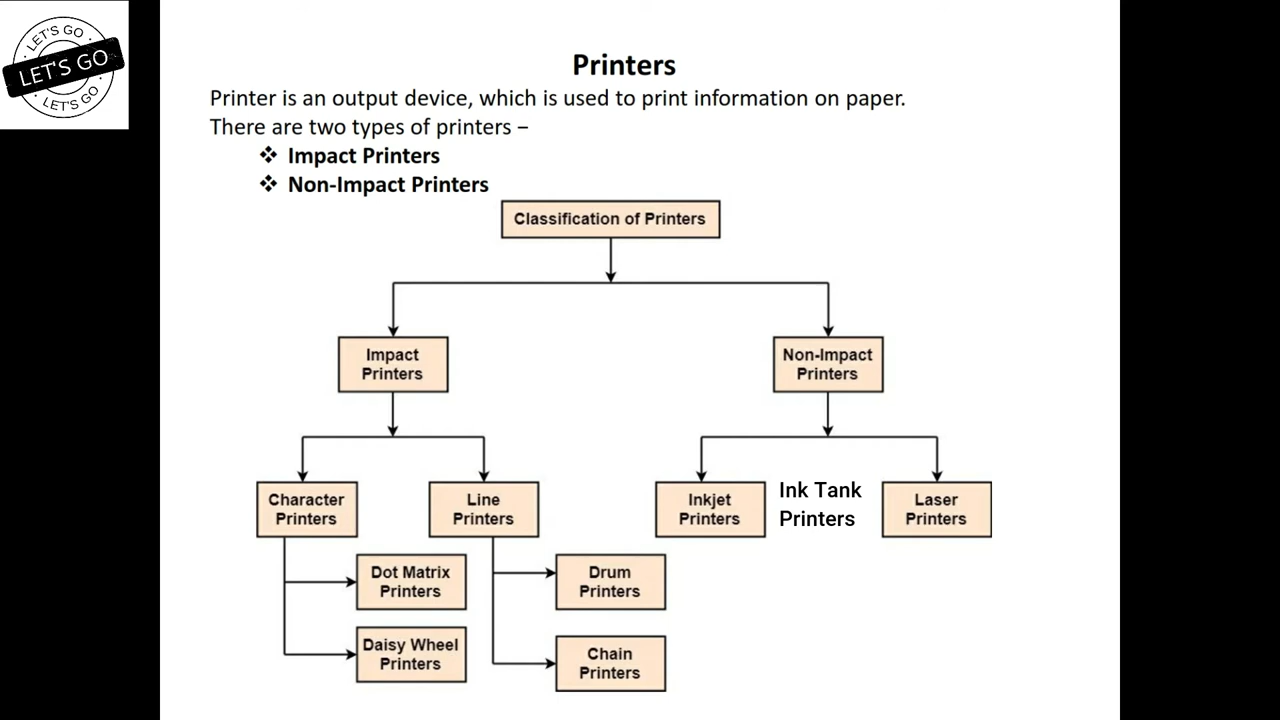 LET'S GO
LET'S GO
LET'S GO
Printers
Printer is an output device, which is used to print information on paper.
There are two types of printers –
❖ Impact Printers
❖ Non-Impact Printers
Classification of Printers
Impact
Printers
Non-Impact
Printers
Character
Printers
Line
Printers
Inkjet
Printers
Ink Tank
Printers
Laser
Printers
Dot Matrix
Printers
Drum
Printers
Daisy Wheel
Printers
Chain
Printers